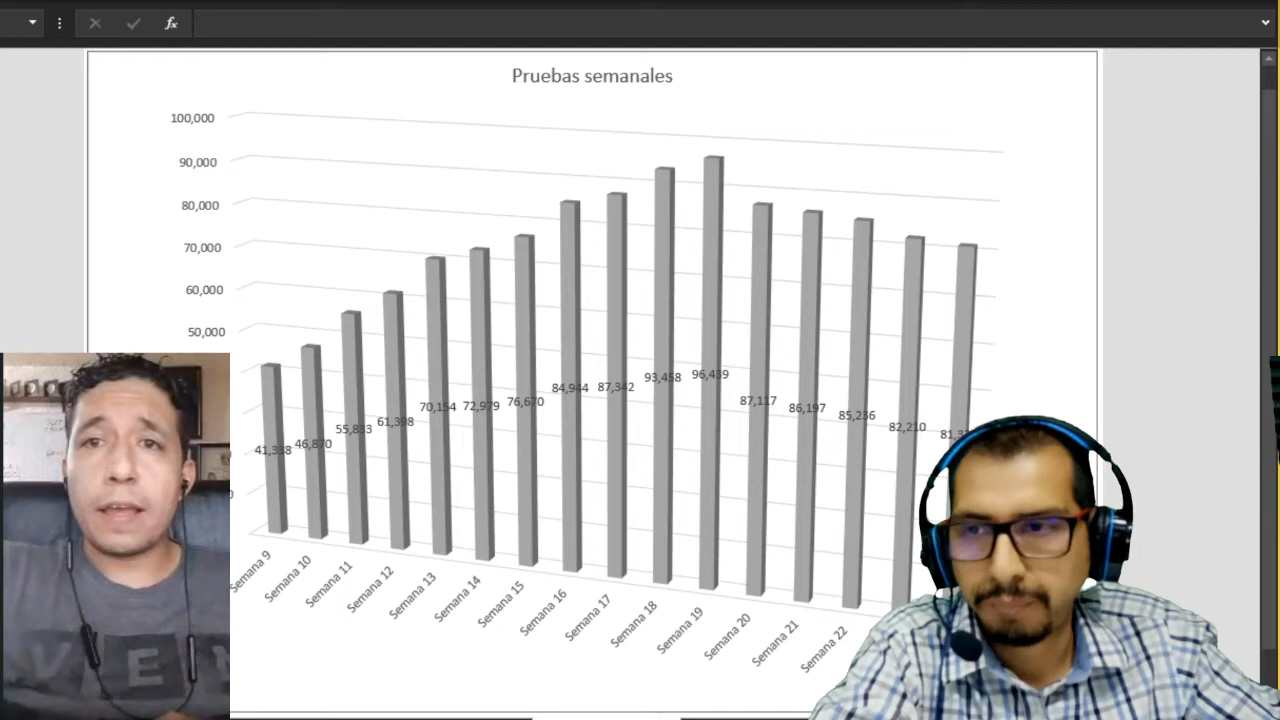 fx
Pruebas semanales
100,000
90,000
80,000
70,000
60,000
50,000
41,338
46,870
55,833
61,398
70,154
72,979
76,670
84,944
87,342
93,458
96,439
87,117
86,197
85,236
82,210
Semana 9
Semana 10
Semana 11
Semana 12
Semana 13
Semana 14
Semana 15
Semana 16
Semana 17
Semana 18
Semana 19
Semana 20
Semana 21
Semana 22